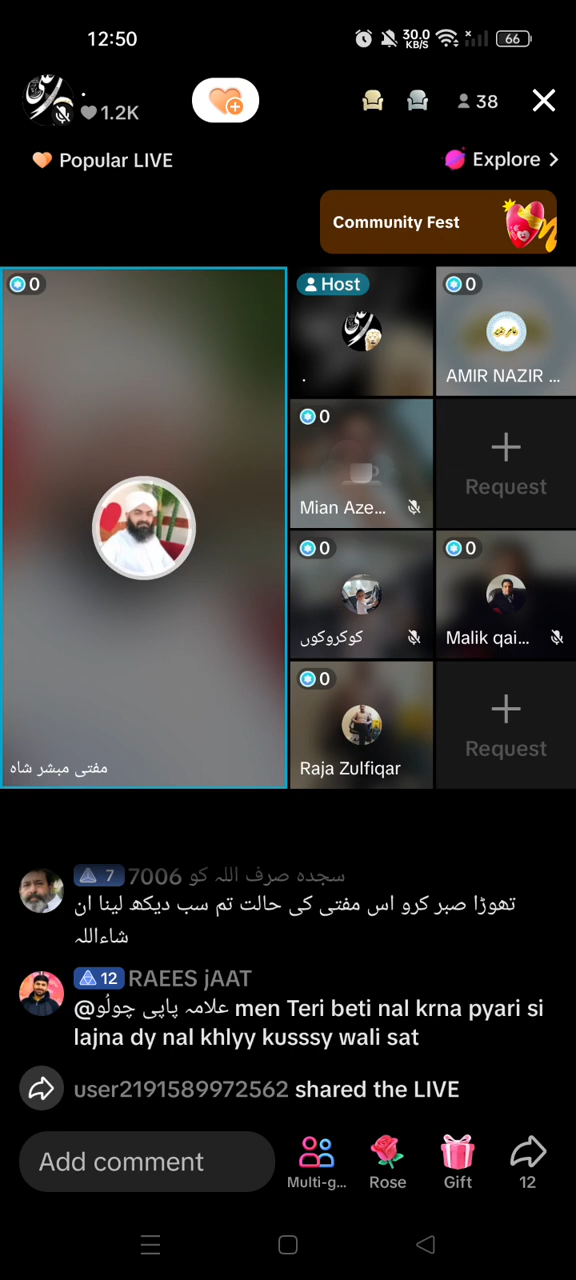 12:50
30.0
KB/S
66
.
1.2K
38
Popular LIVE
Explore >
Community Fest
0
Host
0
.
AMIR NAZIR ...
0
Mian Aze...
Request
0
0
کوکروکوں
Malik qai...
0
Raja Zulfiqar
Request
مفتی مبشر شاہ
7 7006 سجدہ صرف اللہ کو
تھوڑا صبر کرو اس مفتی کی حالت تم سب دیکھ لینا ان
شاءاللہ
12 RAEES jAAT
@علامہ پاپی چولُو men Teri beti nal krna pyari si
lajna dy nal khlyy kusssy wali sat
user2191589972562 shared the LIVE
Add comment
Multi-g...
Rose
Gift
12